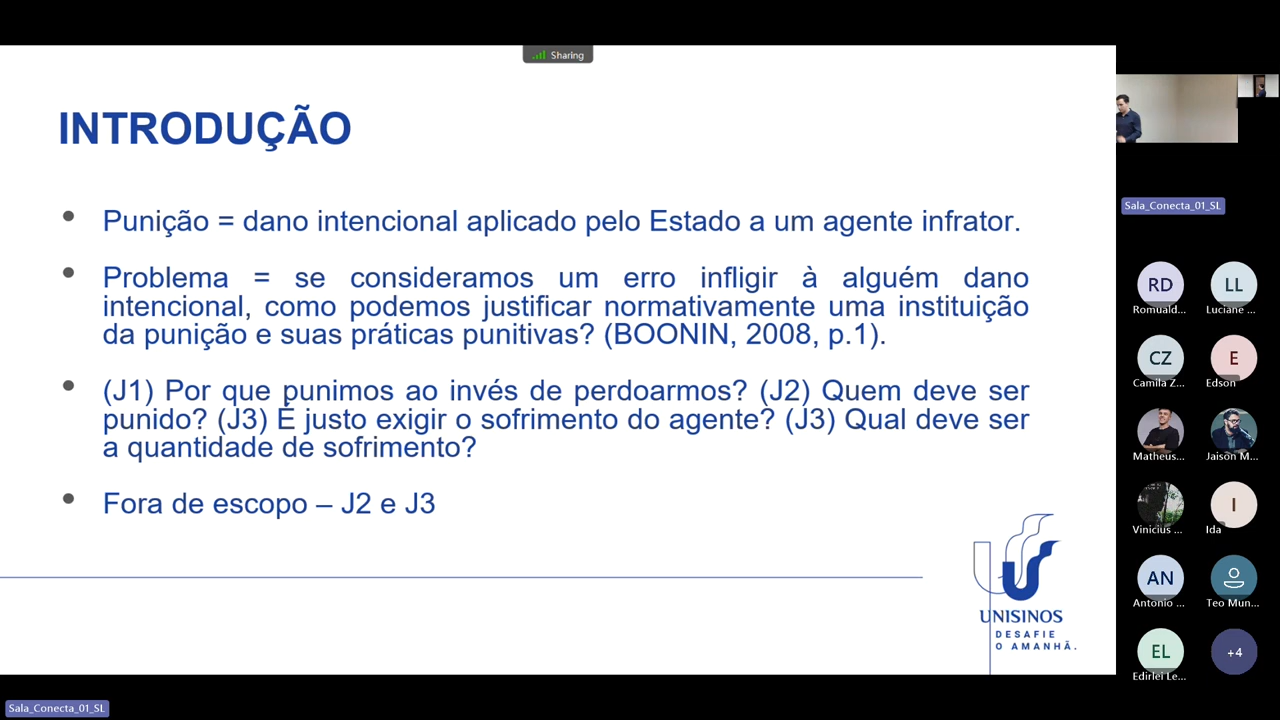 Sharing
INTRODUÇÃO
• Punição = dano intencional aplicado pelo Estado a um agente infrator.
• Problema = se consideramos um erro infligir à alguém dano
intencional, como podemos justificar normativamente uma instituição
da punição e suas práticas punitivas? (BOONIN, 2008, p.1).
• (J1) Por que punimos ao invés de perdoarmos? (J2) Quem deve ser
punido? (J3) É justo exigir o sofrimento do agente? (J3) Qual deve ser
a quantidade de sofrimento?
• Fora de escopo – J2 e J3
UNISINOS
DESAFIE
O AMANHÃ.
Sala_Conecta_01_SL
RD
LL
Romuald...
Luciane ...
CZ
E
Camila Z...
Edson
Matheus...
Jaison M...
I
Vinicius ...
Ida
AN
Antonio ...
Teo Mun...
EL
+4
Edirlei Le...
Sala_Conecta_01_SL